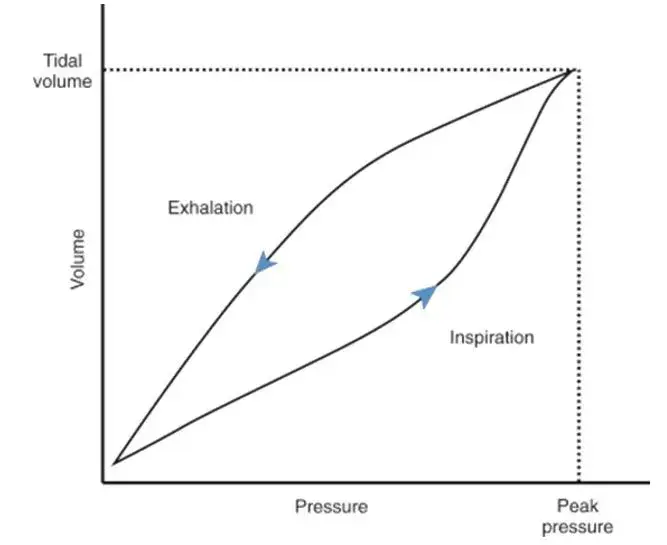 Tidal
volume
Exhalation
Volume
Inspiration
Pressure
Peak
pressure